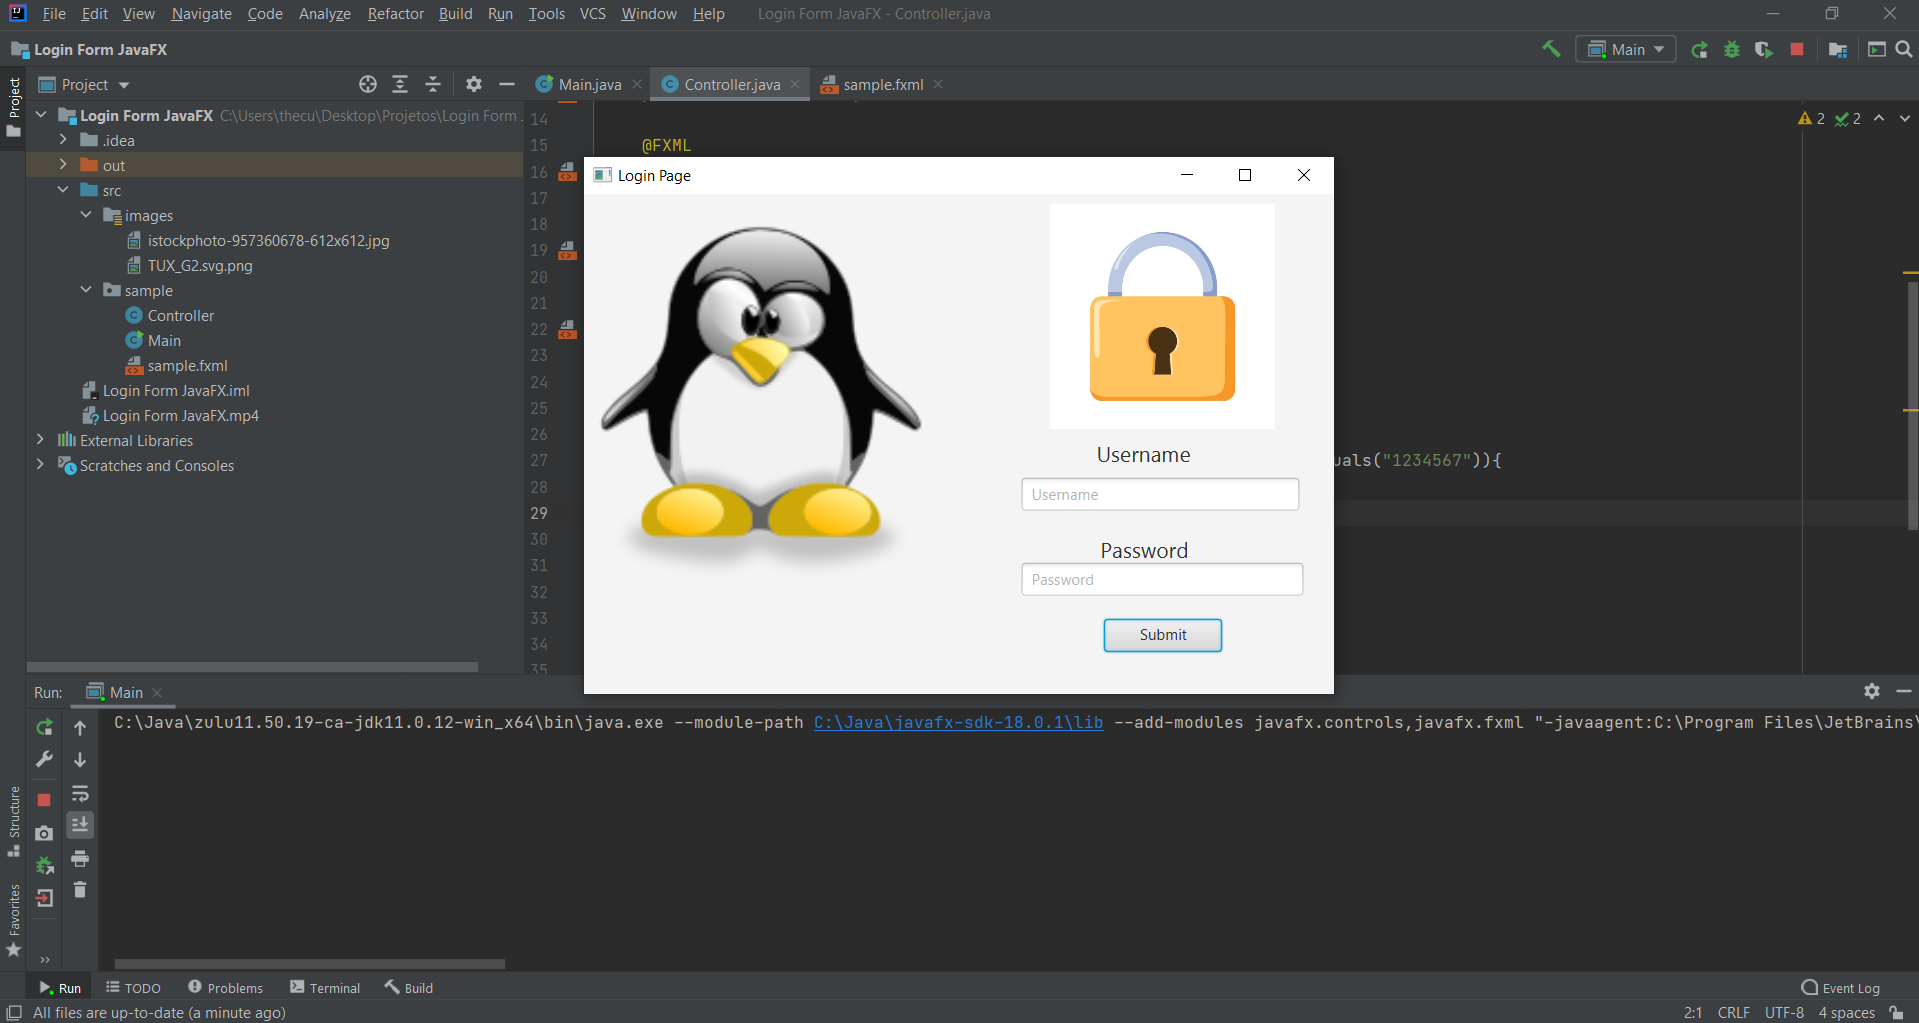 File Edit View Navigate Code Analyze Refactor Build Run Tools VCS Window Help Login Form JavaFX - Controller.java
Login Form JavaFX
Main
Project
Main.java
Controller.java
sample.fxml
Project
Login Form JavaFX C:\Users\thecu\Desktop\Projetos\Login Form
.idea
out
src
images
istockphoto-957360678-612x612.jpg
TUX_G2.svg.png
sample
Controller
Main
sample.fxml
Login Form JavaFX.iml
Login Form JavaFX.mp4
External Libraries
Scratches and Consoles
14
15 @FXML
16
17
18
19
20
21
22
23
24
25
26
27 uals("1234567")){
28
29
30
31
32
33
34
35
2 2
Login Page
Username
Username
Password
Password
Submit
Run: Main
C:\Java\zulu11.50.19-ca-jdk11.0.12-win_x64\bin\java.exe --module-path C:\Java\javafx-sdk-18.0.1\lib --add-modules javafx.controls,javafx.fxml "-javaagent:C:\Program Files\JetBrains\
Structure
Favorites
Run TODO Problems Terminal Build Event Log
All files are up-to-date (a minute ago) 2:1 CRLF UTF-8 4 spaces